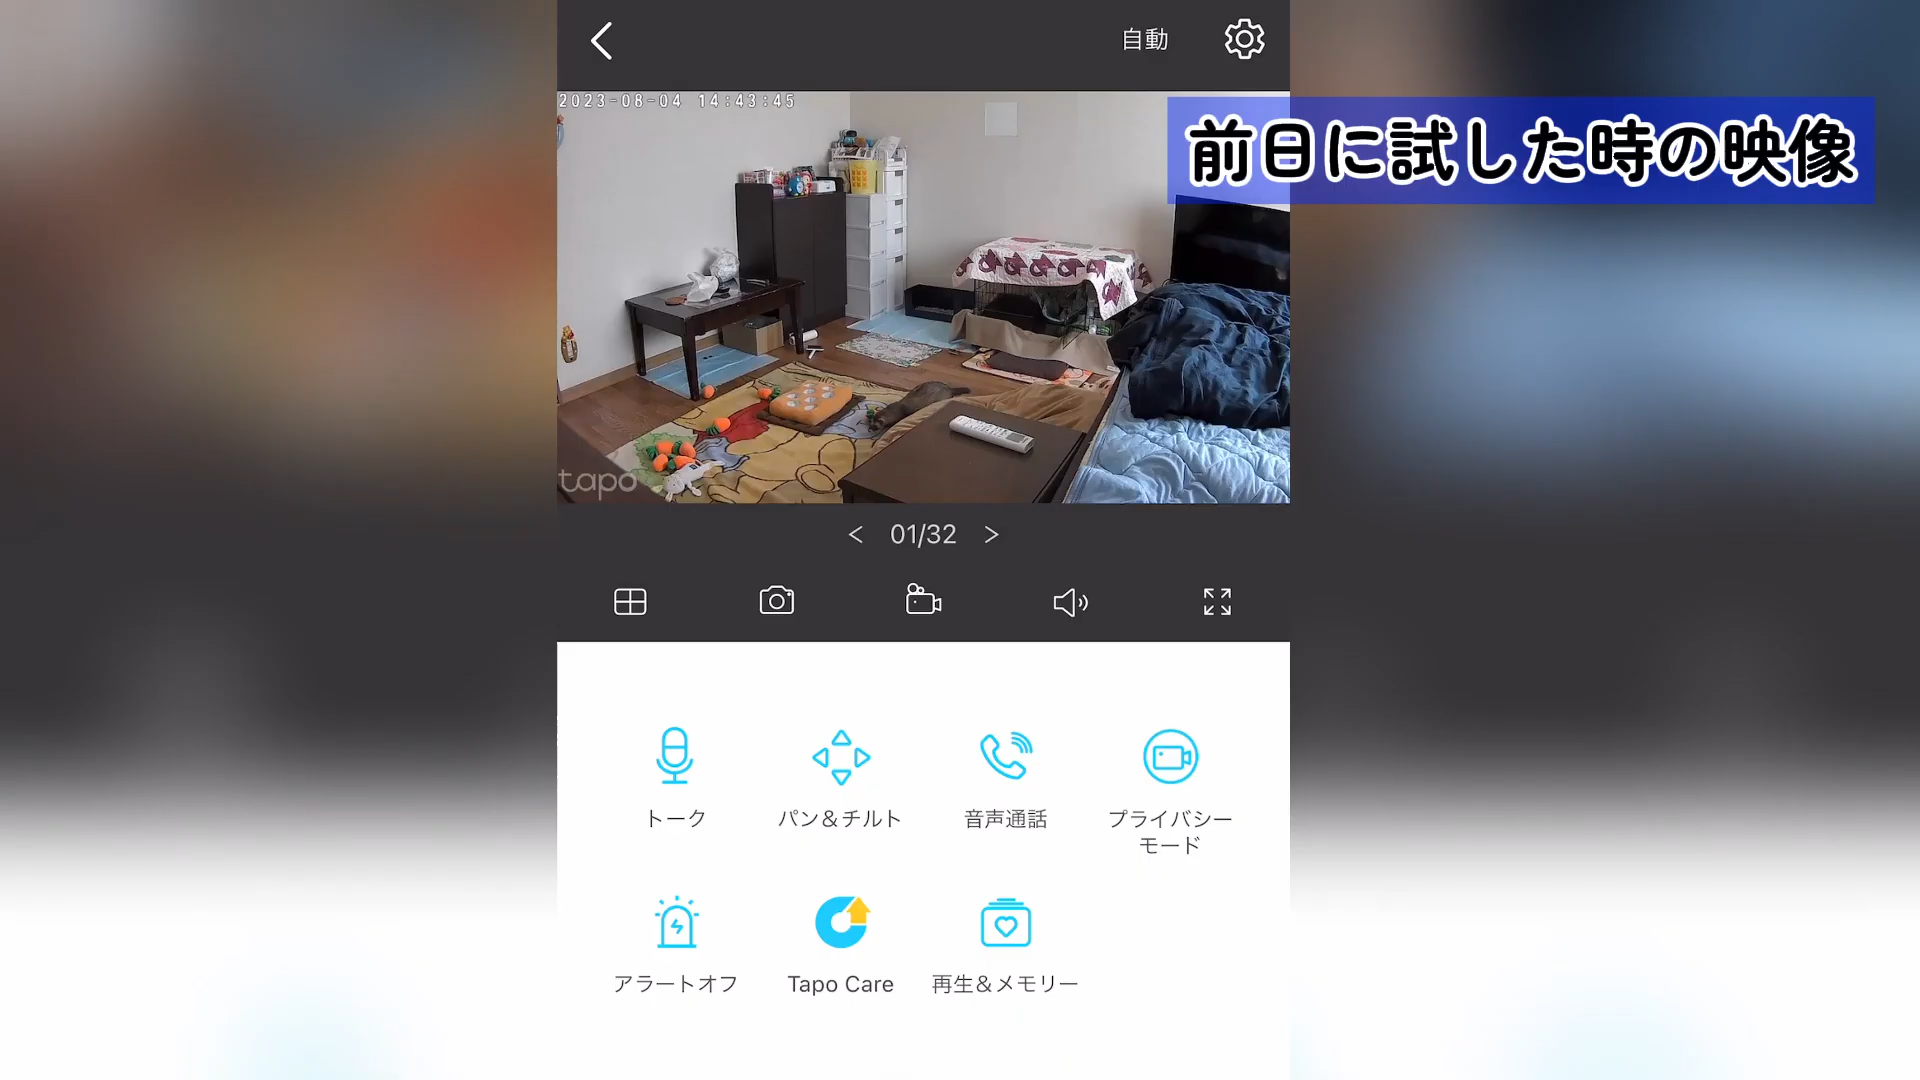 自動
2023-08-04 14:43:45
前日に試した時の映像
tapo
< 01/32 >
トーク
パン＆チルト
音声通話
プライバシー
モード
アラートオフ
Tapo Care
再生&メモリー